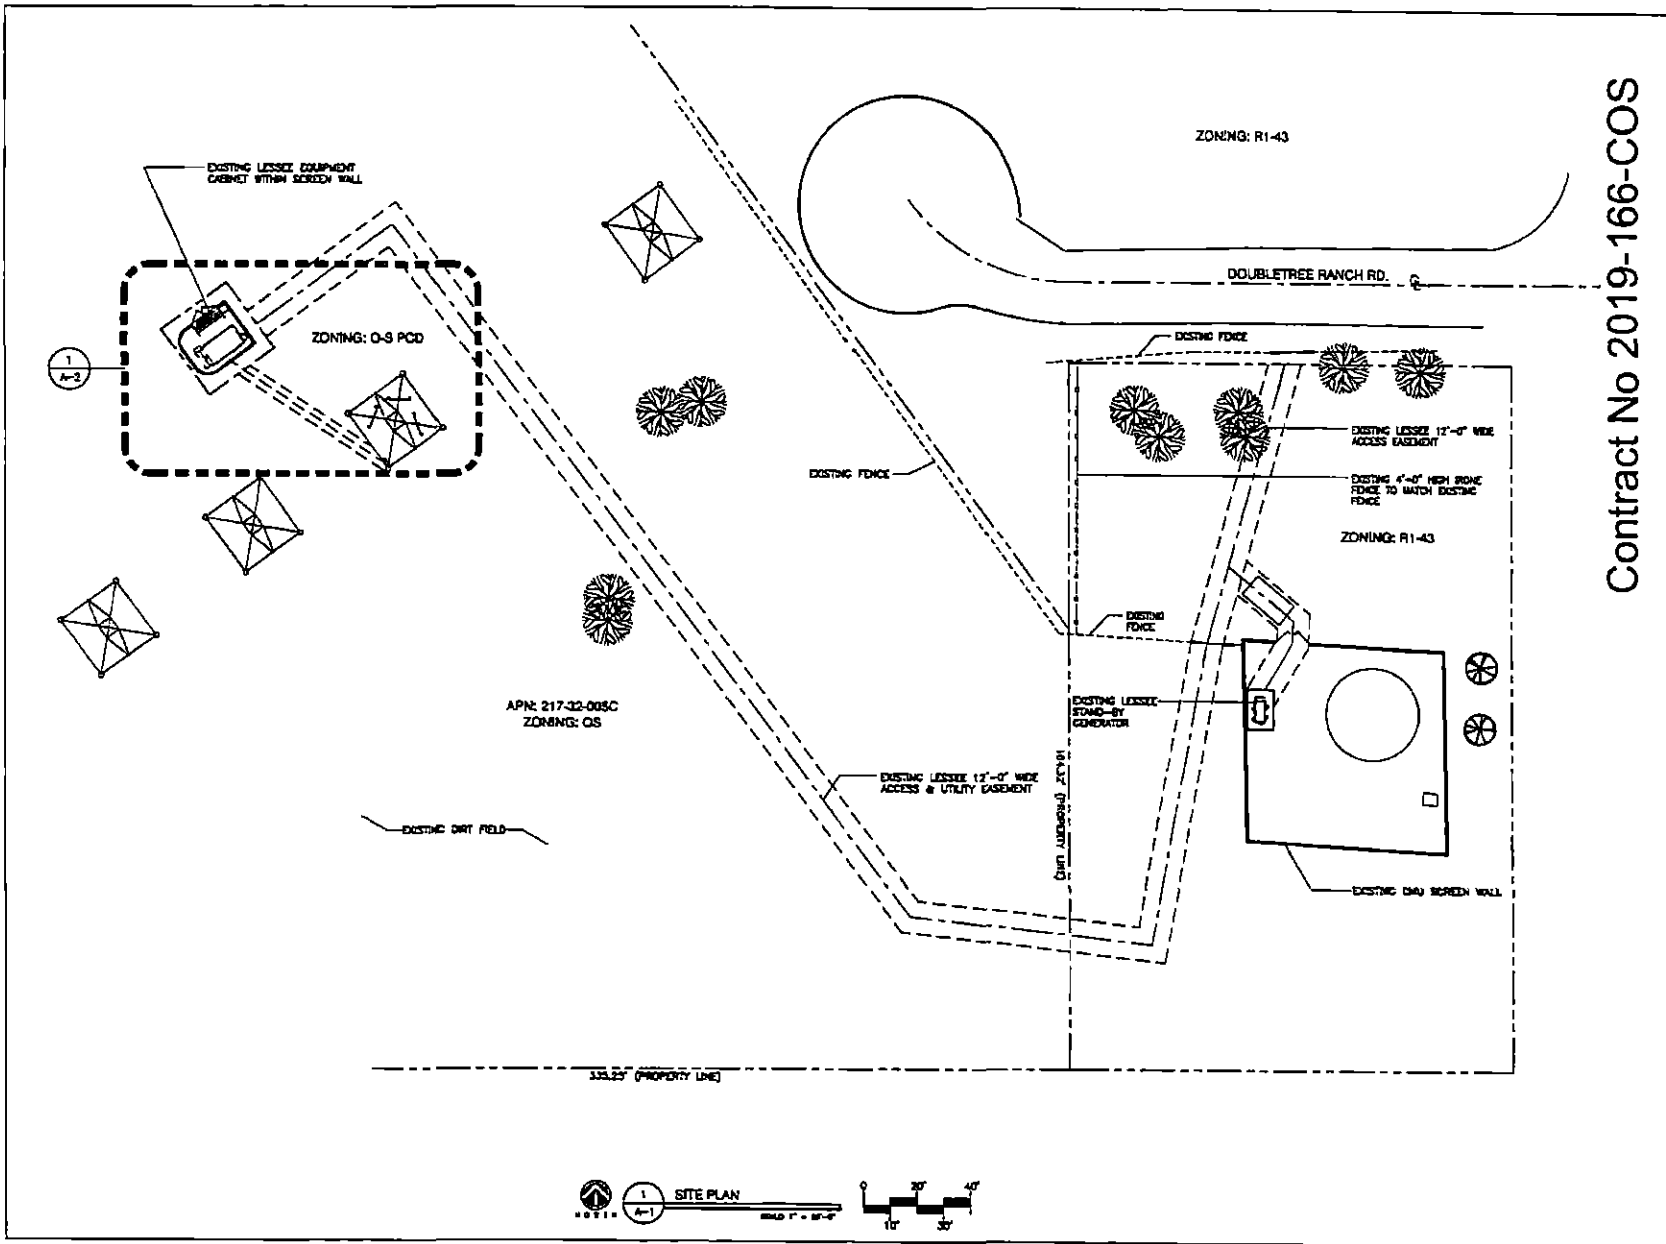 Contract No 2019-166-COS
ZONING: R1-43
EXISTING LESSEE EQUIPMENT
CABINET WITHIN SCREEN WALL
DOUBLETREE RANCH RD.
ZONING: O-S PCD
EXISTING FENCE
1
A-2
EXISTING LESSEE 12'-0" WIDE
ACCESS EASEMENT
EXISTING FENCE
EXISTING 4'-0" HIGH
FENCE TO MATCH EXISTING
FENCE
ZONING: R1-43
EXISTING
FENCE
APN: 217-32-005C
ZONING: OS
EXISTING LESSEE
STAND-BY
GENERATOR
(PROPERTY LINE)
EXISTING LESSEE 12'-0" WIDE
ACCESS & UTILITY EASEMENT
EXISTING DIRT FIELD
EXISTING CMU SCREEN WALL
(PROPERTY LINE)
NORTH
1
A-1
SITE PLAN
0 20' 40'
10' 30'